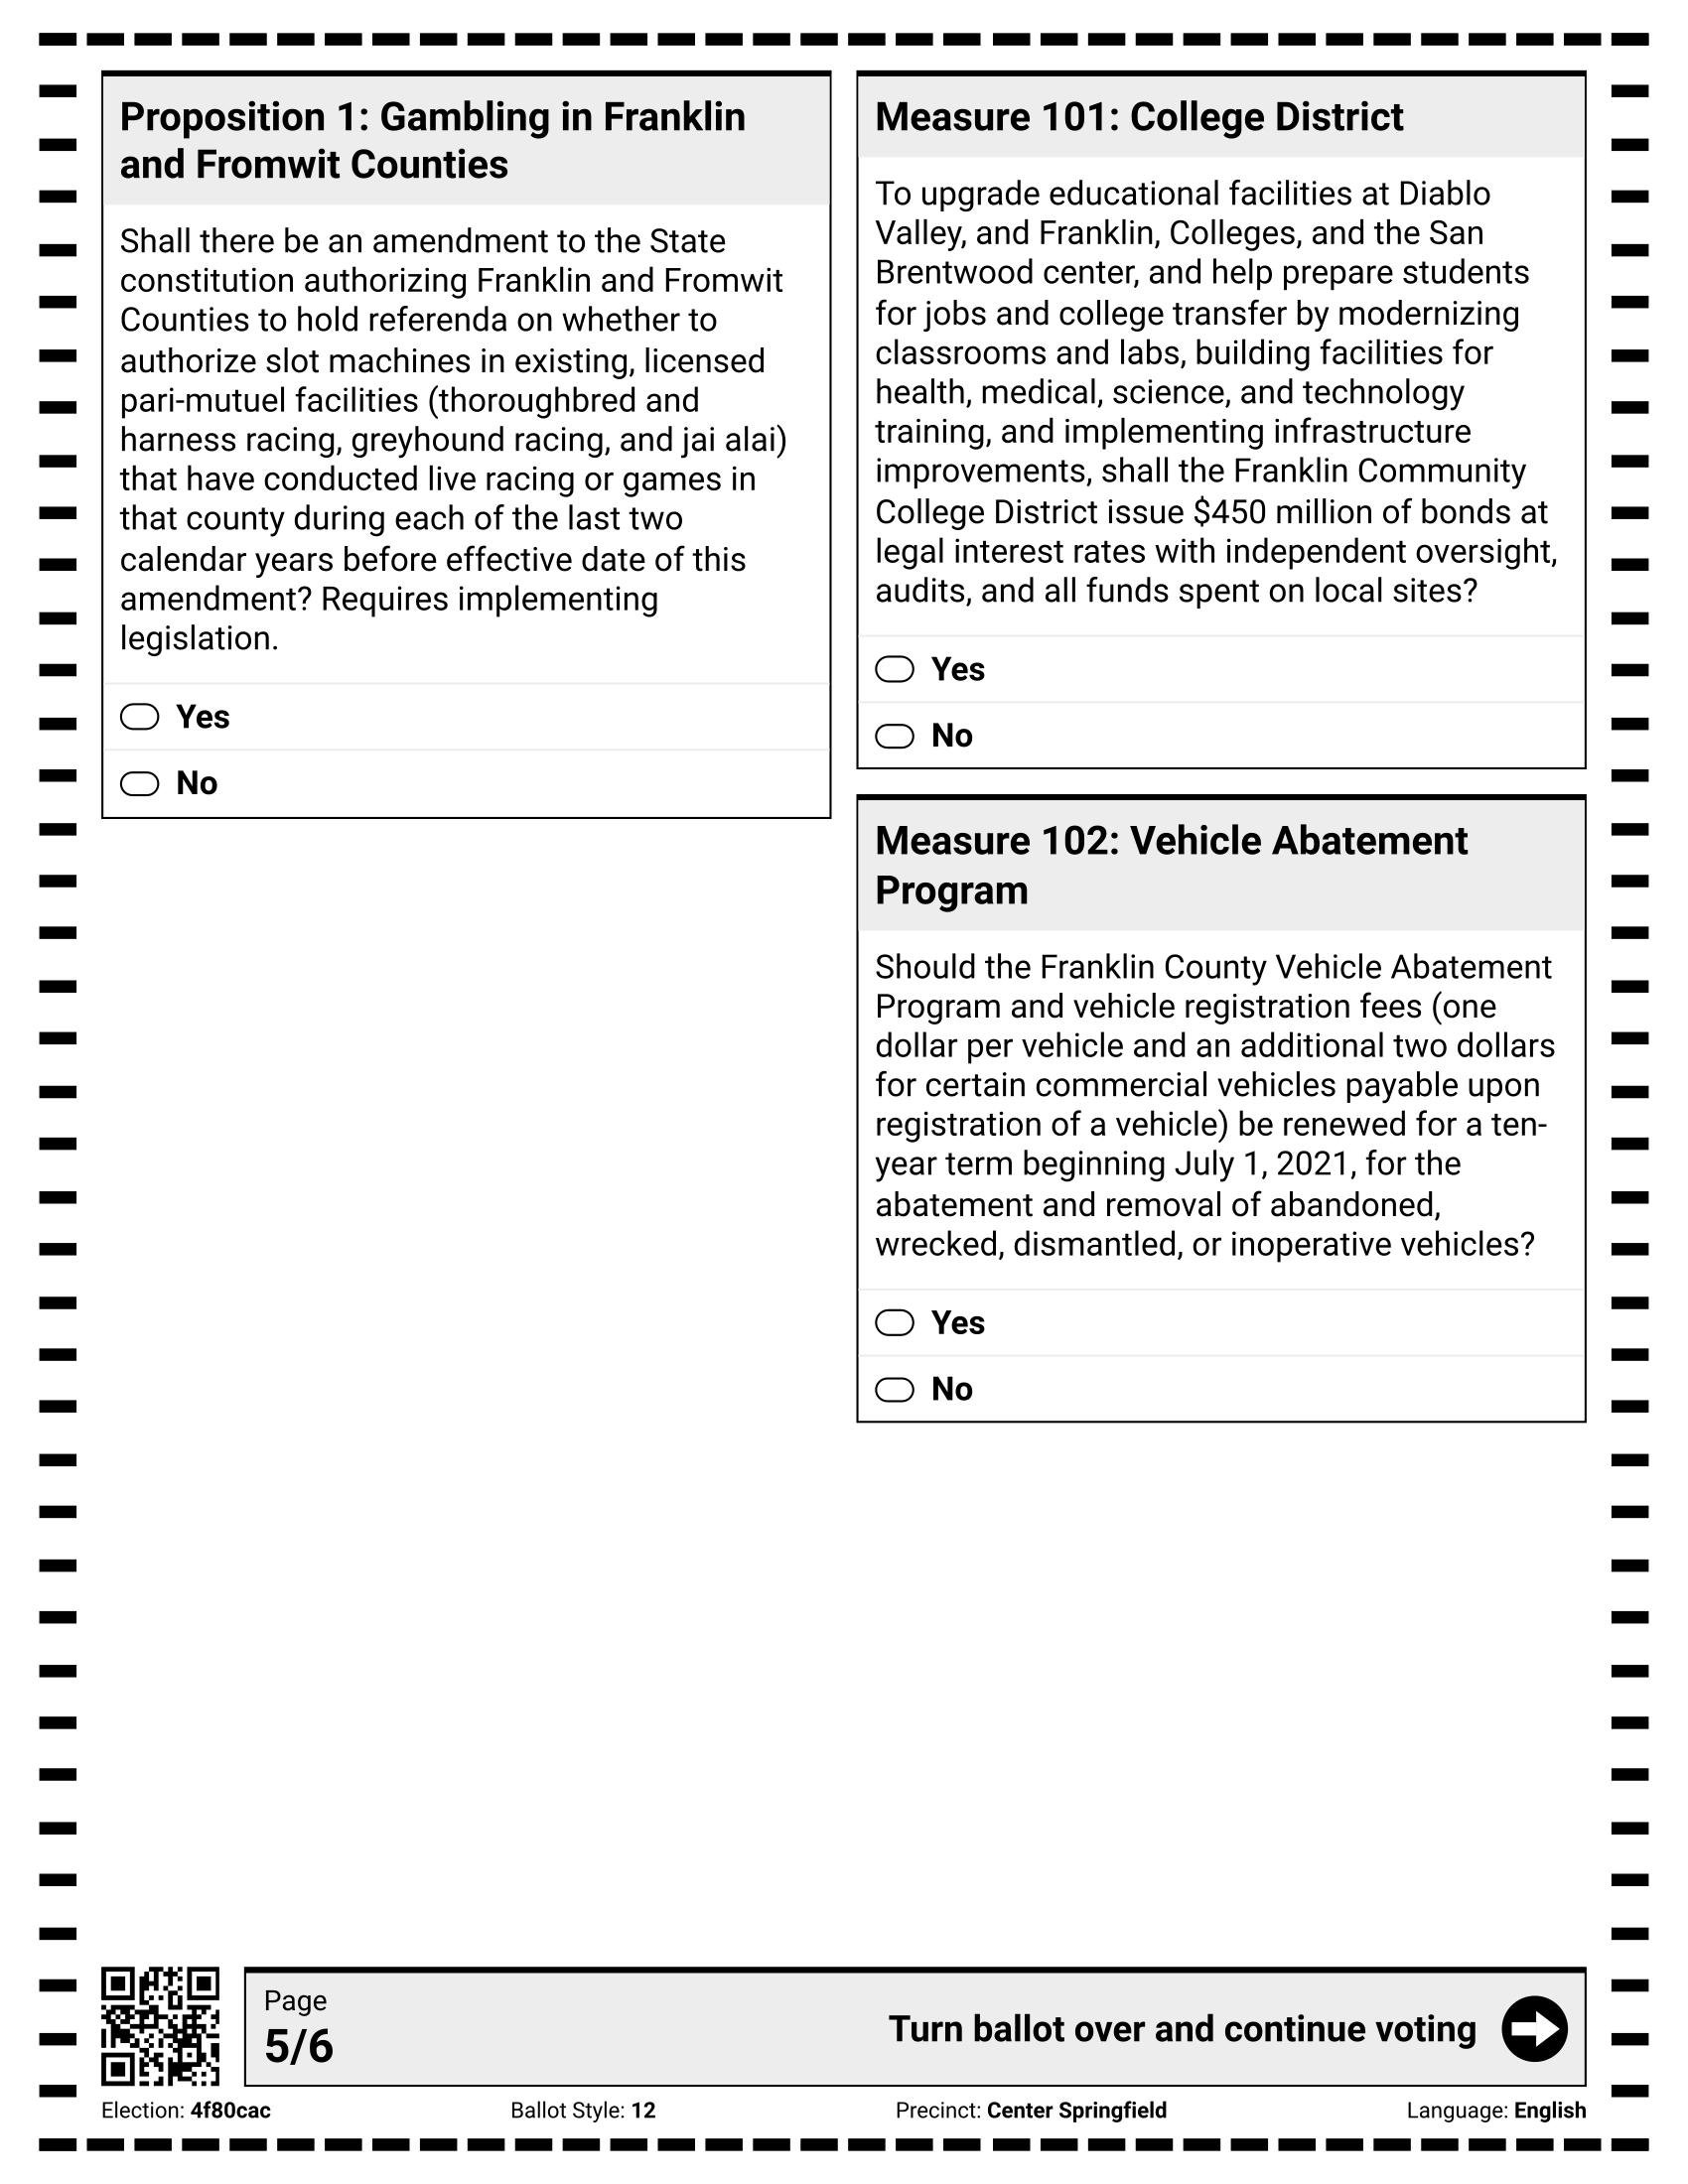 Proposition 1: Gambling in Franklin
and Fromwit Counties
Shall there be an amendment to the State
constitution authorizing Franklin and Fromwit
Counties to hold referenda on whether to
authorize slot machines in existing, licensed
pari-mutuel facilities (thoroughbred and
harness racing, greyhound racing, and jai alai)
that have conducted live racing or games in
that county during each of the last two
calendar years before effective date of this
amendment? Requires implementing
legislation.
Yes
No
Measure 101: College District
To upgrade educational facilities at Diablo
Valley, and Franklin, Colleges, and the San
Brentwood center, and help prepare students
for jobs and college transfer by modernizing
classrooms and labs, building facilities for
health, medical, science, and technology
training, and implementing infrastructure
improvements, shall the Franklin Community
College District issue $450 million of bonds at
legal interest rates with independent oversight,
audits, and all funds spent on local sites?
Yes
No
Measure 102: Vehicle Abatement
Program
Should the Franklin County Vehicle Abatement
Program and vehicle registration fees (one
dollar per vehicle and an additional two dollars
for certain commercial vehicles payable upon
registration of a vehicle) be renewed for a ten-
year term beginning July 1, 2021, for the
abatement and removal of abandoned,
wrecked, dismantled, or inoperative vehicles?
Yes
No
Page
5/6
Turn ballot over and continue voting
Election: 4f80cac
Ballot Style: 12
Precinct: Center Springfield
Language: English